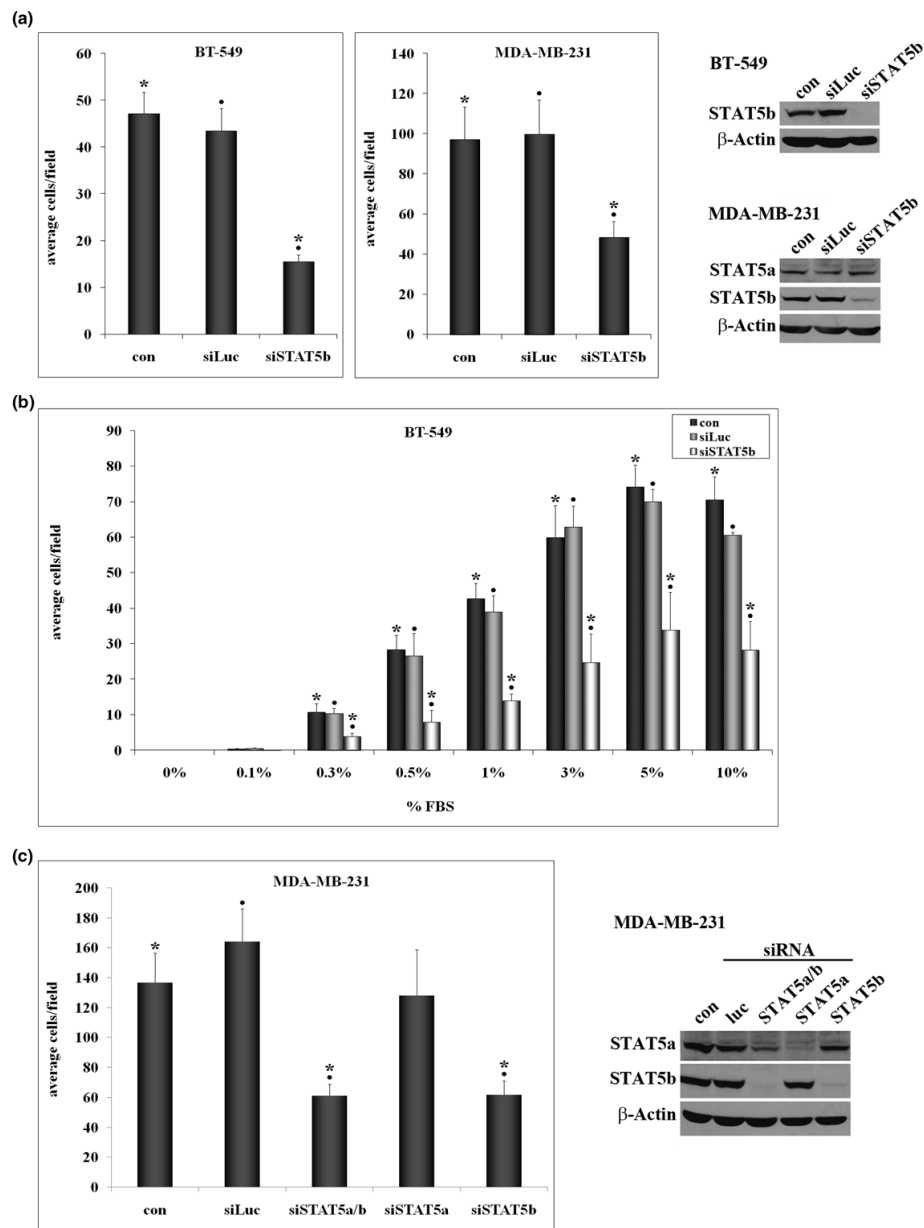 (a)
BT-549
average cells/field
60
50
40
30
20
10
0
*
•
*
•
con siLuc siSTAT5b
MDA-MB-231
average cells/field
140
120
100
80
60
40
20
0
*
•
*
•
con siLuc siSTAT5b
BT-549
con siLuc siSTAT5b
STAT5b
β-Actin
MDA-MB-231
con siLuc siSTAT5b
STAT5a
STAT5b
β-Actin
(b)
BT-549
con
siLuc
siSTAT5b
average cells/field
90
80
70
60
50
40
30
20
10
0
* • * •
* • * •
* • * •
* • * •
* • * •
* • * •
0% 0.1% 0.3% 0.5% 1% 3% 5% 10%
% FBS
(c)
MDA-MB-231
average cells/field
200
180
160
140
120
100
80
60
40
20
0
*
•
*
•
*
•
con siLuc siSTAT5a/b siSTAT5a siSTAT5b
MDA-MB-231
siRNA
con luc STAT5a/b STAT5a STAT5b
STAT5a
STAT5b
β-Actin